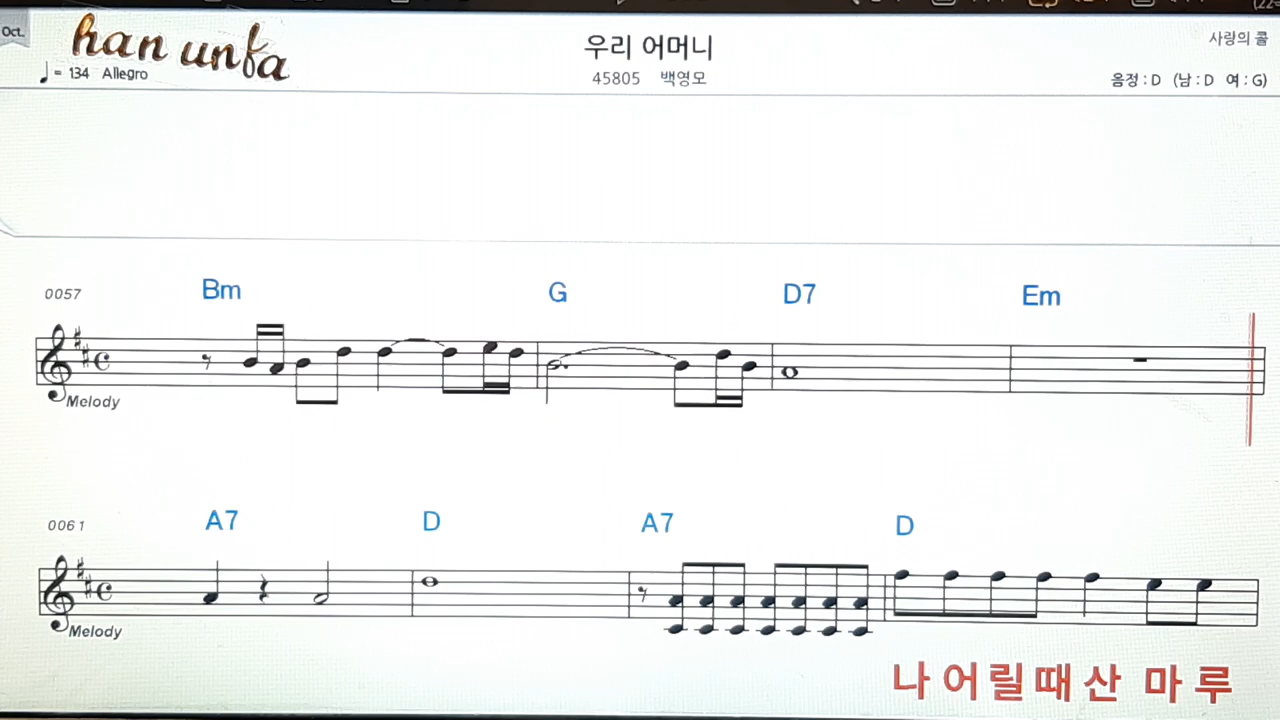 Oct.
han unfa
♩ = 134 Allegro
우리 어머니
45805 백영모
사랑의 콜
음정 : D (남 : D 여 : G)
0057 Bm G D7 Em
Melody
0061 A7 D A7 D
Melody
나 어릴때산 마루